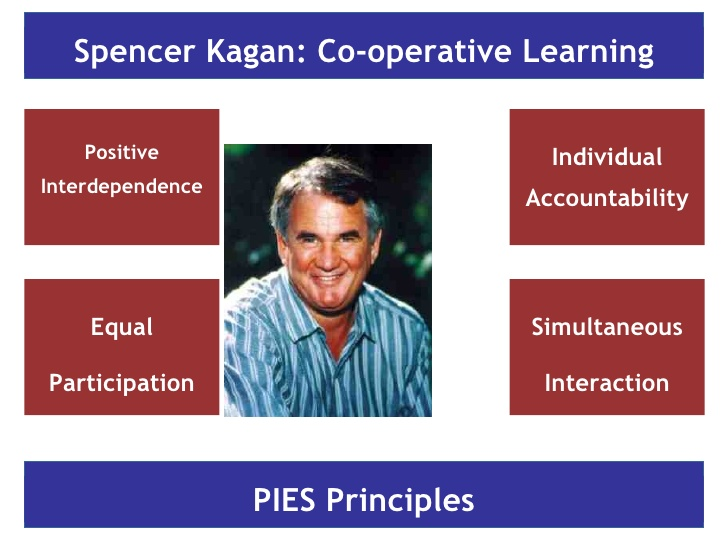 Spencer Kagan: Co-operative Learning
Positive
Interdependence
Individual
Accountability
Equal
Participation
Simultaneous
Interaction
PIES Principles